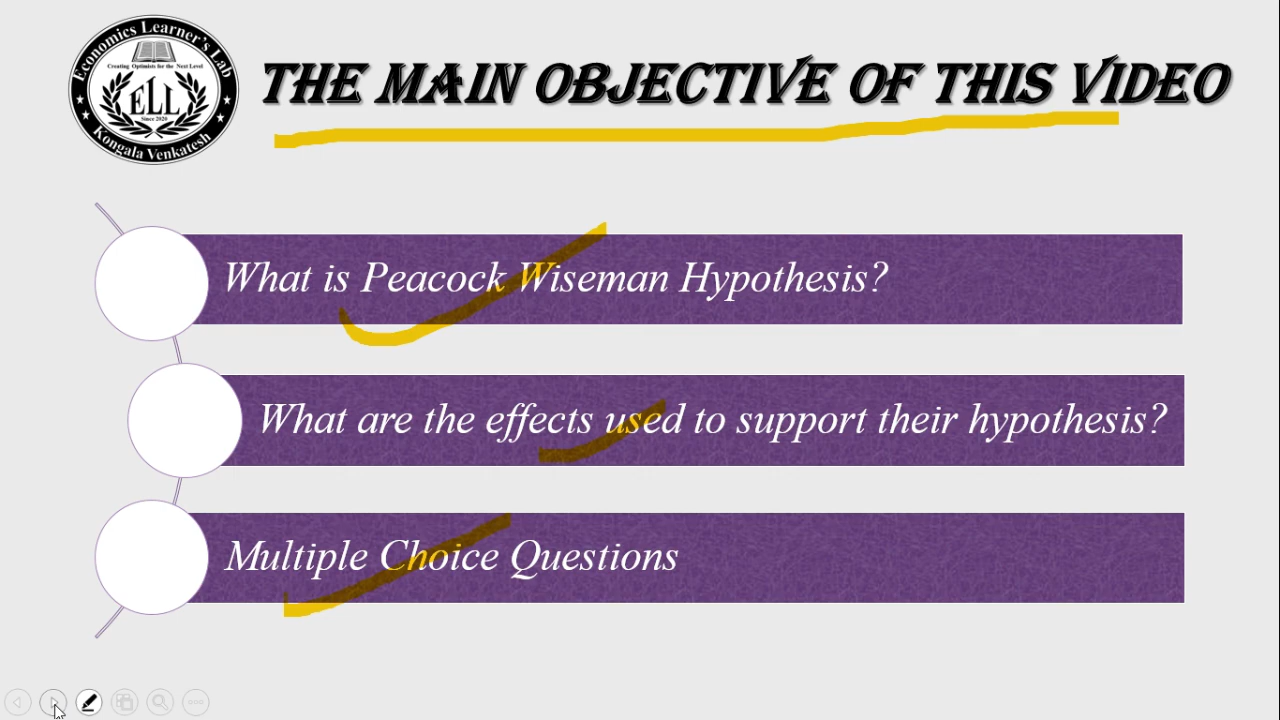 Economics Learner's Lab
Creating Optimists for the Next Level
ELL
Since 2020
Kongala Venkatesh
THE MAIN OBJECTIVE OF THIS VIDEO
What is Peacock Wiseman Hypothesis?
What are the effects used to support their hypothesis?
Multiple Choice Questions